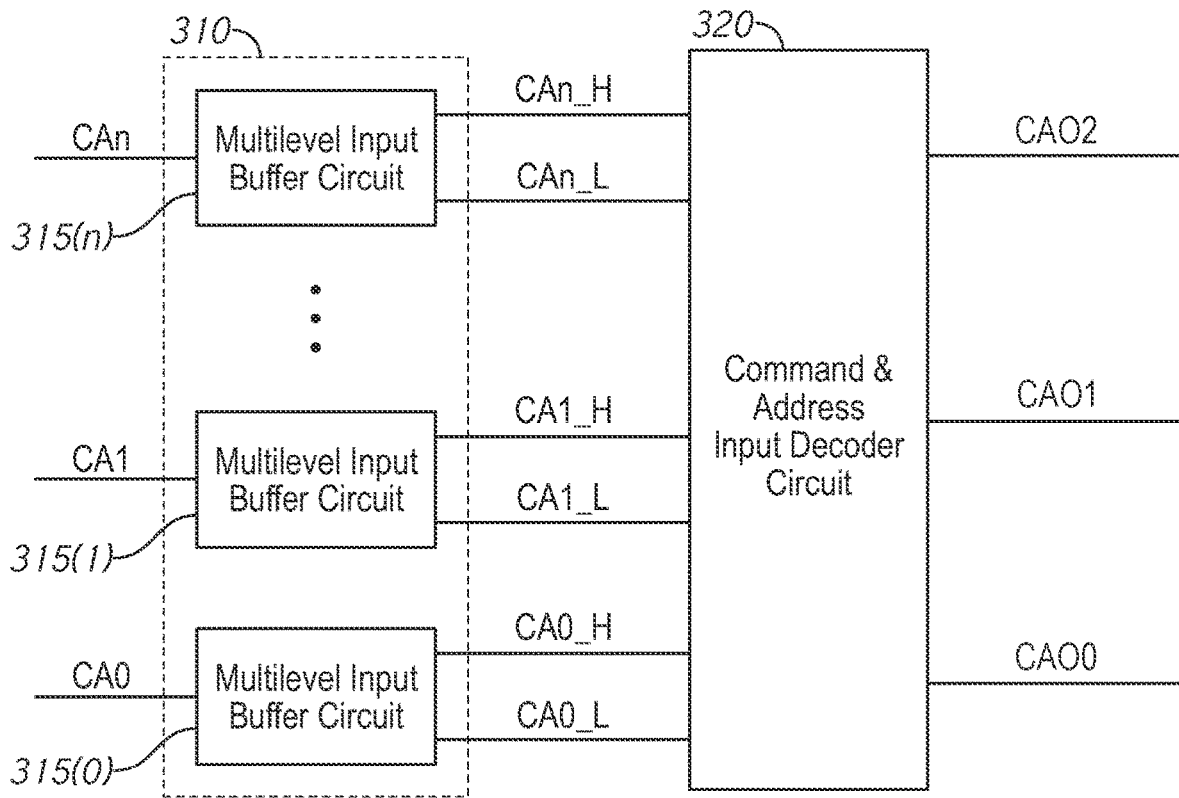 310
320
CAn
Multilevel Input
Buffer Circuit
CAn_H
CAn_L
CAO2
315(n)
Command &
Address
Input Decoder
Circuit
CA1
Multilevel Input
Buffer Circuit
CA1_H
CA1_L
CAO1
315(1)
CA0
Multilevel Input
Buffer Circuit
CA0_H
CA0_L
CAO0
315(0)